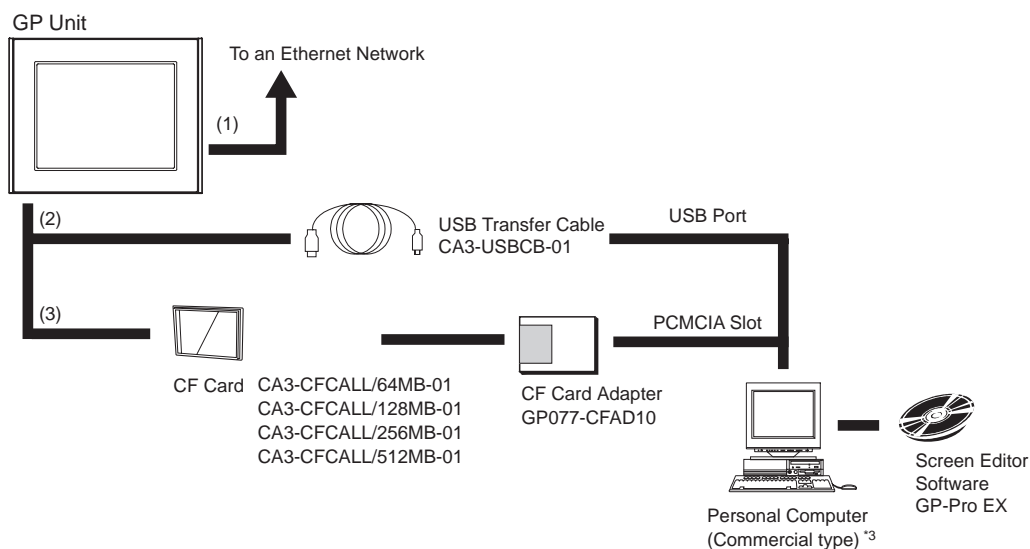 GP Unit
To an Ethernet Network
(1)
(2)
USB Transfer Cable
CA3-USBCB-01
USB Port
(3)
CF Card
CA3-CFCALL/64MB-01
CA3-CFCALL/128MB-01
CA3-CFCALL/256MB-01
CA3-CFCALL/512MB-01
PCMCIA Slot
CF Card Adapter
GP077-CFAD10
Personal Computer
(Commercial type) *3
Screen Editor
Software
GP-Pro EX